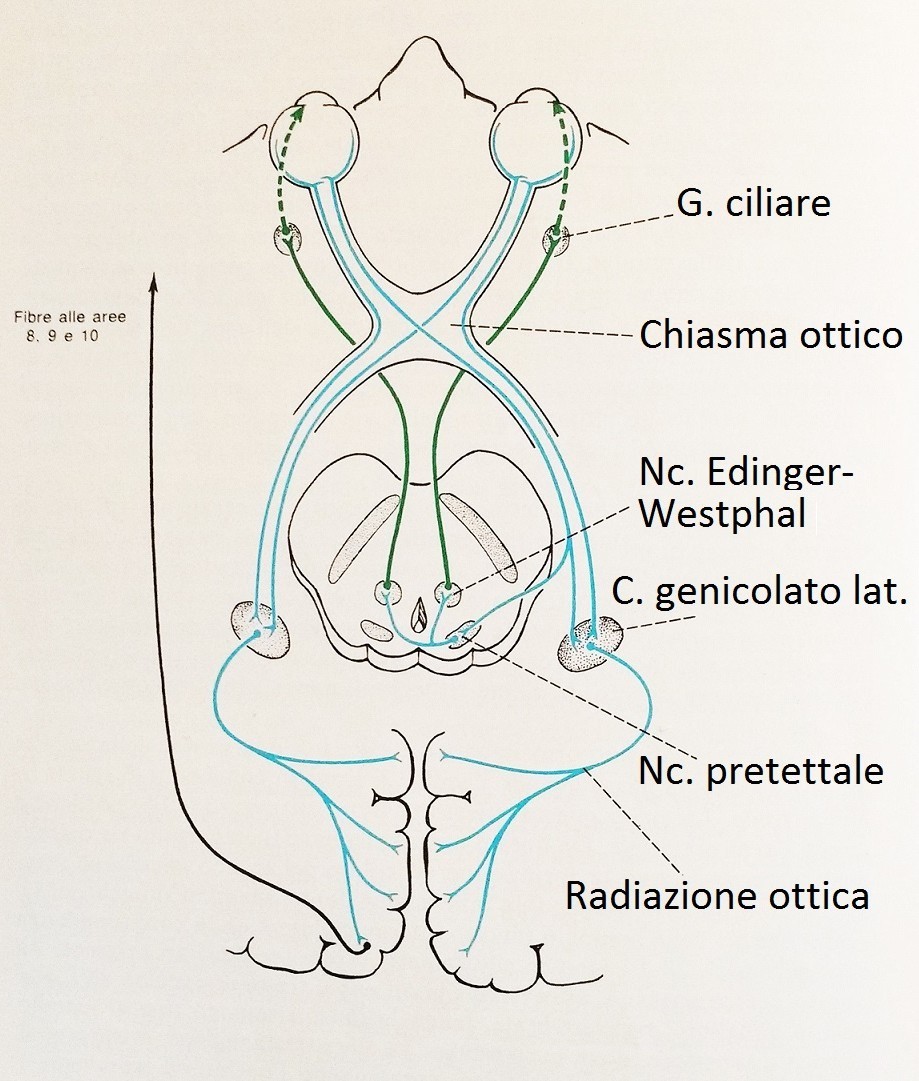 G. ciliare
Fibre alle aree
8, 9 e 10
Chiasma ottico
Nc. Edinger-
Westphal
C. genicolato lat.
Nc. pretettale
Radiazione ottica